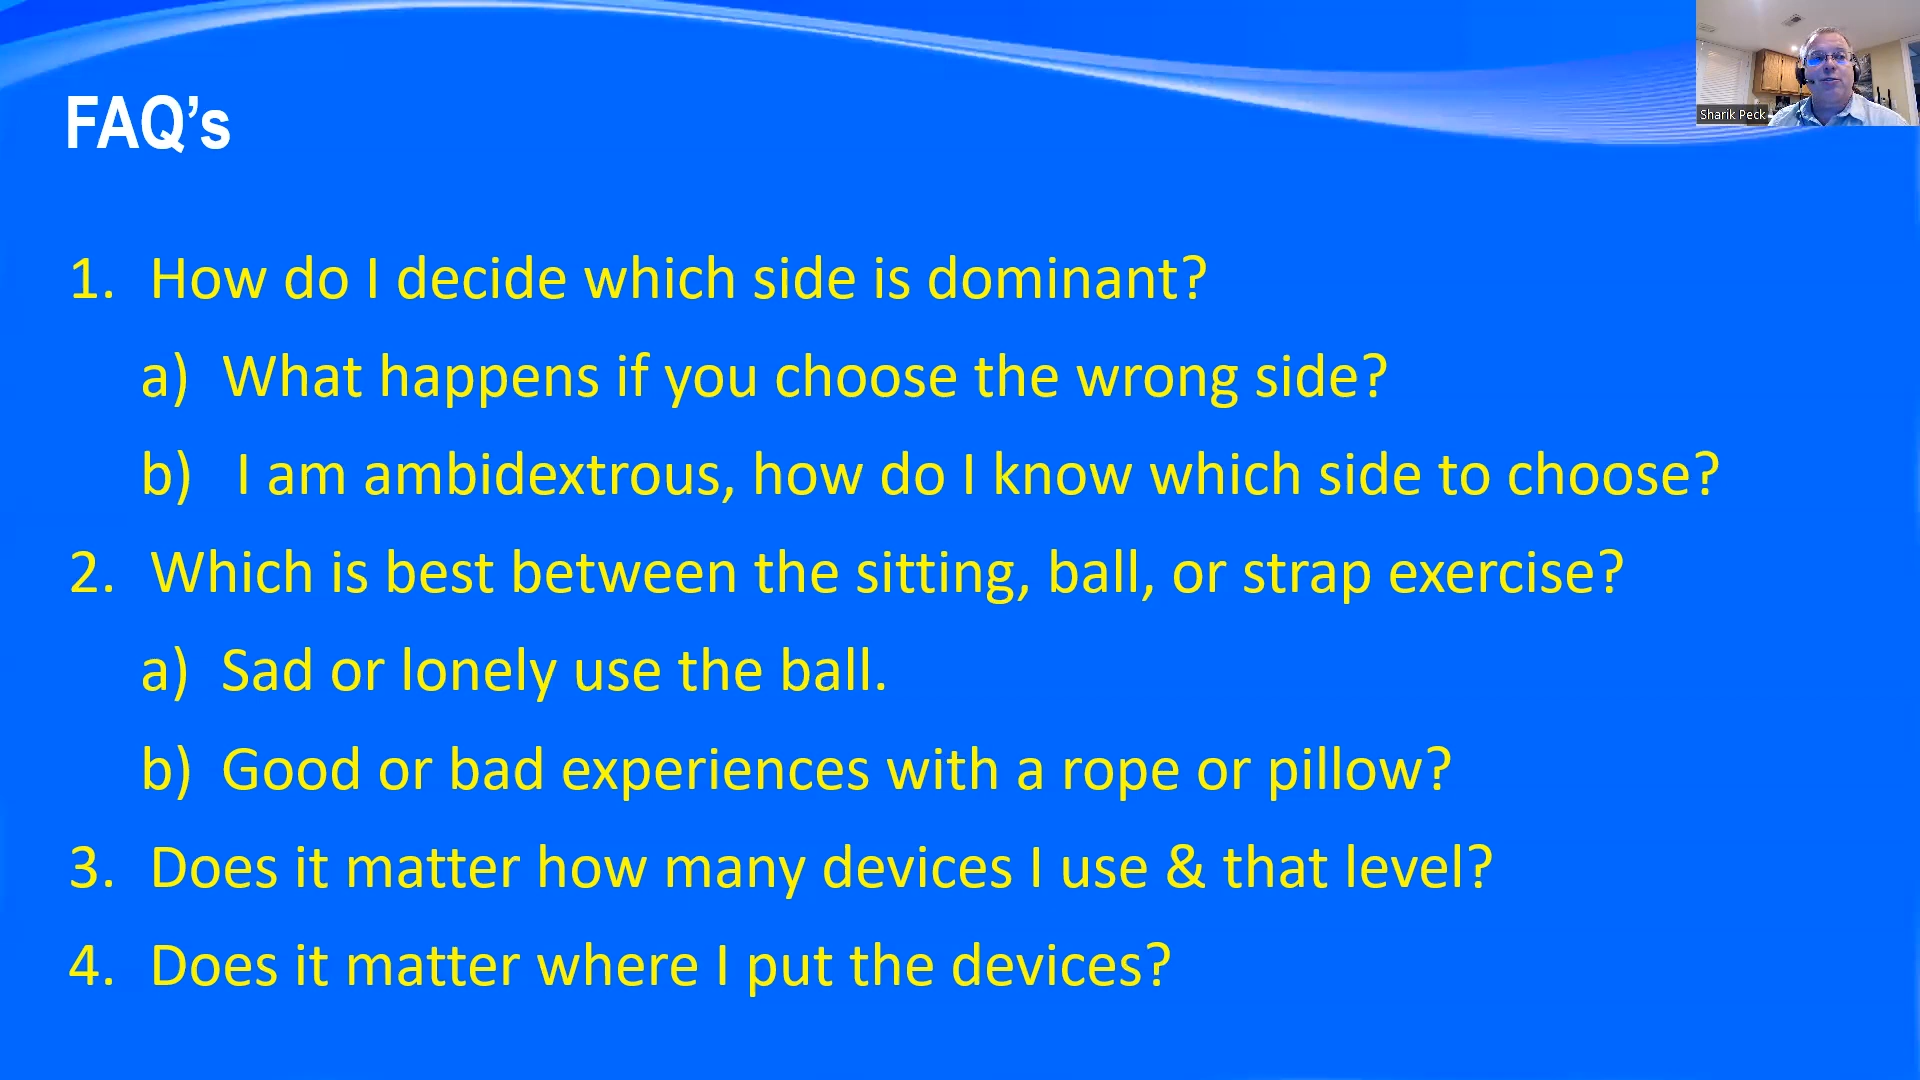 Sharik Peck
FAQ’s
1. How do I decide which side is dominant?
a) What happens if you choose the wrong side?
b) I am ambidextrous, how do I know which side to choose?
2. Which is best between the sitting, ball, or strap exercise?
a) Sad or lonely use the ball.
b) Good or bad experiences with a rope or pillow?
3. Does it matter how many devices I use & that level?
4. Does it matter where I put the devices?